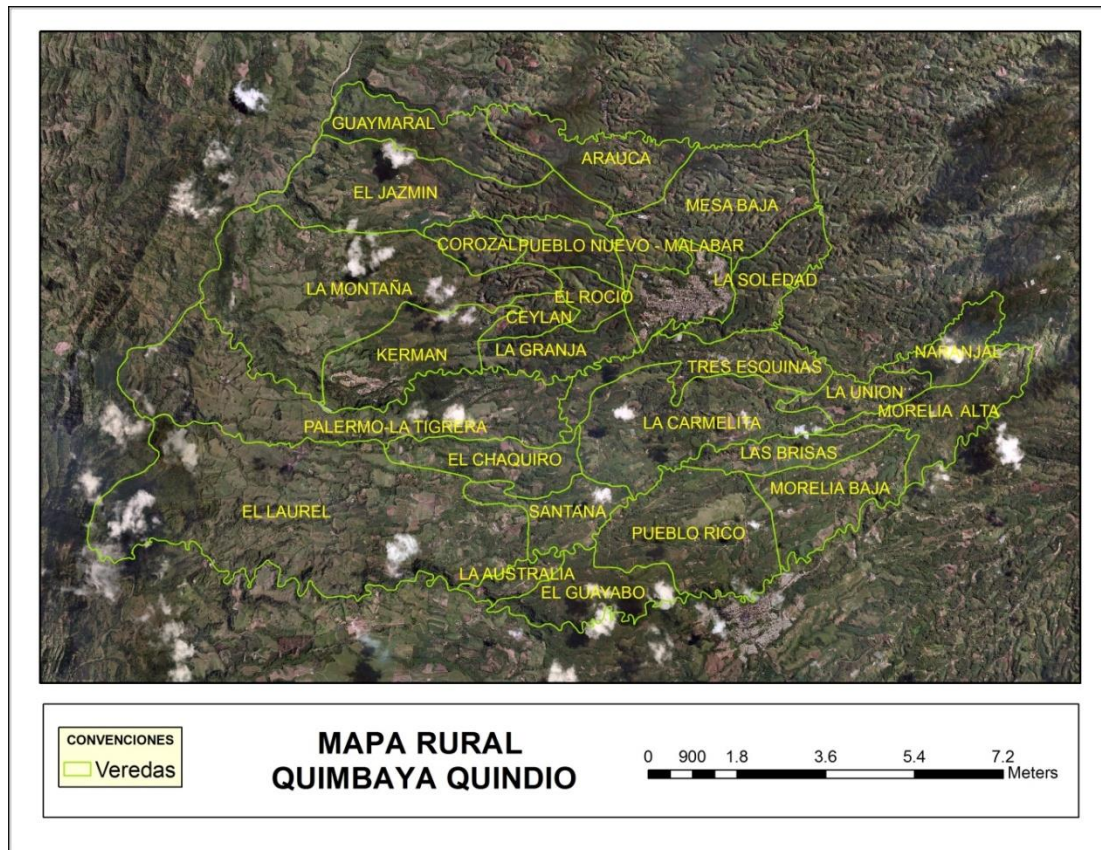 GUAYMARAL
ARAUCA
EL JAZMIN
MESA BAJA
COROZAL
PUEBLO NUEVO - MALABAR
LA SOLEDAD
LA MONTAÑA
EL ROCIO
CEYLAN
LA GRANJA
KERMAN
NARANJAL
TRES ESQUINAS
LA UNION
MORELIA ALTA
LA CARMELITA
PALERMO-LA TIGRERA
LAS BRISAS
EL CHAQUIRO
MORELIA BAJA
EL LAUREL
SANTANA
PUEBLO RICO
LA AUSTRALIA
EL GUAYABO
CONVENCIONES
Veredas
MAPA RURAL
QUIMBAYA QUINDIO
0 900 1.8 3.6 5.4 7.2
Meters